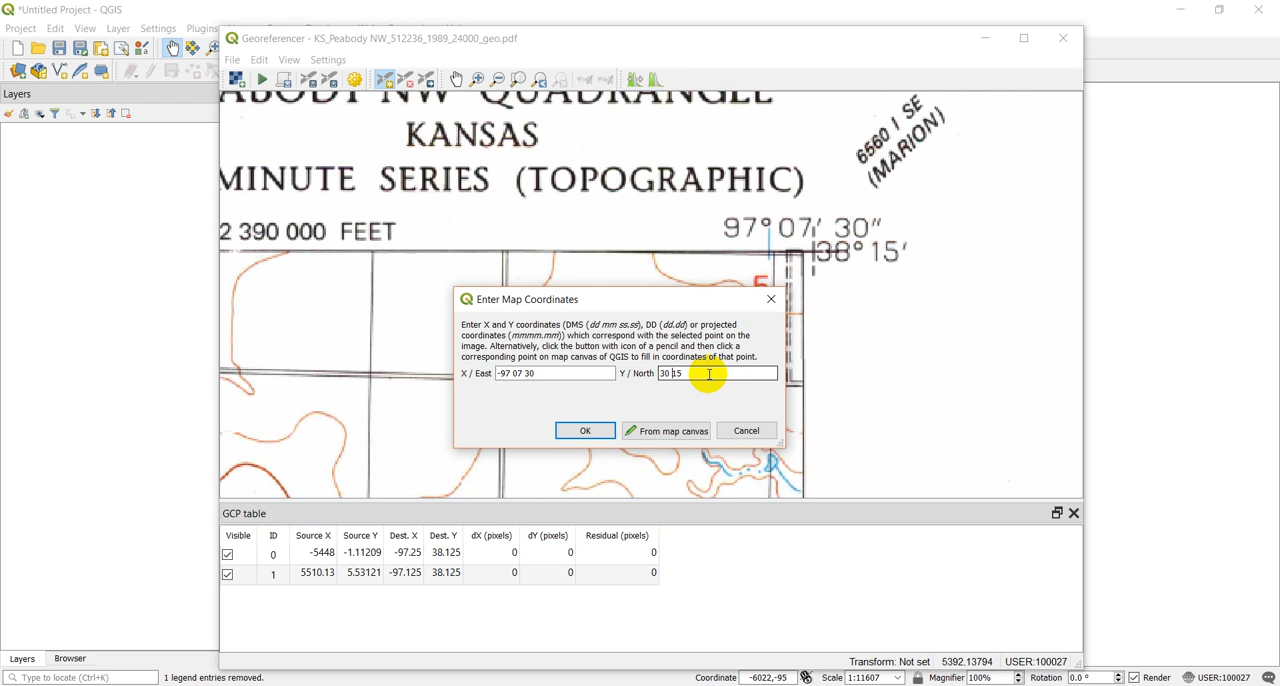 *Untitled Project - QGIS
Project Edit View Layer Settings Plugins
Georeferencer - KS_Peabody NW_512236_1989_24000_geo.pdf
File Edit View Settings
Layers
ABODY NW QUADRANGLE
KANSAS
MINUTE SERIES (TOPOGRAPHIC)
6560 I SE
(MARION)
2 390 000 FEET
97° 07' 30"
38° 15'
5
Enter Map Coordinates
Enter X and Y coordinates (DMS (dd mm ss.ss), DD (dd.dd) or projected
coordinates (mmmm.mm)) which correspond with the selected point on the
image. Alternatively, click the button with icon of a pencil and then click a
corresponding point on map canvas of QGIS to fill in coordinates of that point.
X / East -97 07 30 Y / North 30 15
OK From map canvas Cancel
GCP table
Visible ID Source X Source Y Dest. X Dest. Y dX (pixels) dY (pixels) Residual (pixels)
0 -5448 -1.11209 -97.25 38.125 0 0 0
1 5510.13 5.53121 -97.125 38.125 0 0 0
Transform: Not set 5392.13794 USER:100027
Layers Browser
Type to locate (Ctrl+K) 1 legend entries removed. Coordinate -6022,-95 Scale 1:11607 Magnifier 100% Rotation 0.0 ° Render USER:100027